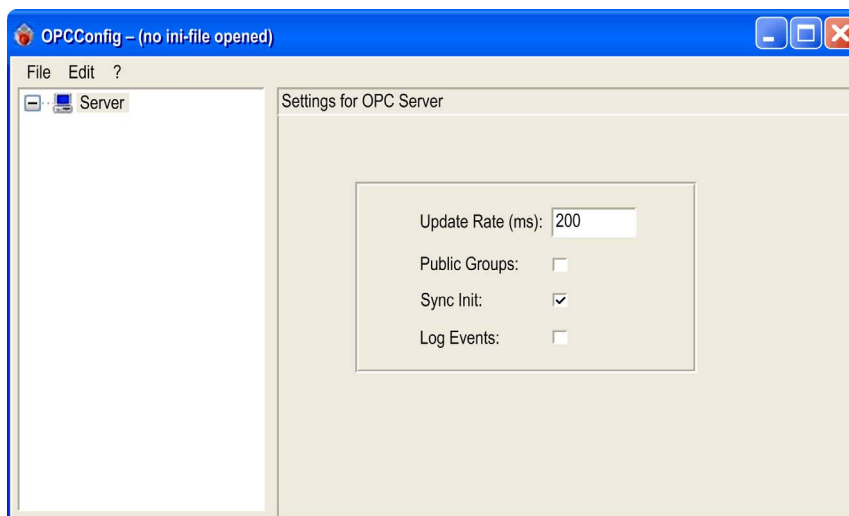 OPCConfig – (no ini-file opened)
File Edit ?
Server
Settings for OPC Server
Update Rate (ms): 200
Public Groups:
Sync Init:
Log Events: